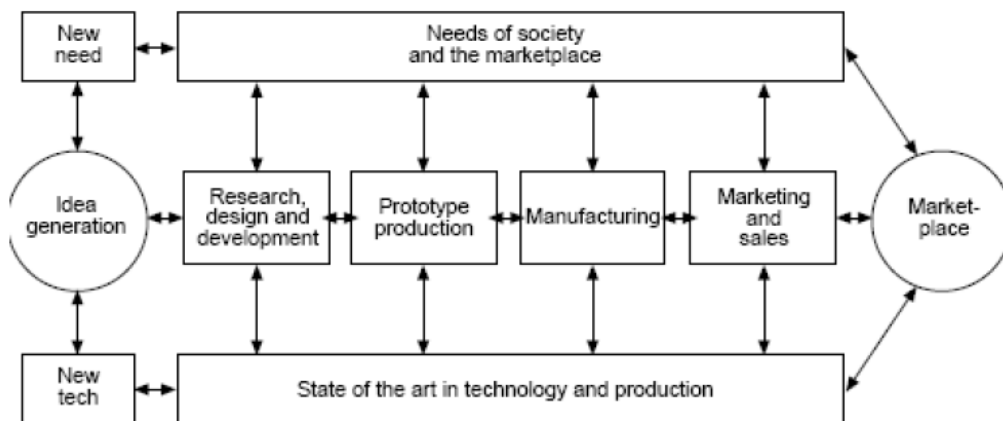 New
need
Needs of society
and the marketplace
Idea
generation
Research,
design and
development
Prototype
production
Manufacturing
Marketing
and
sales
Market-
place
New
tech
State of the art in technology and production